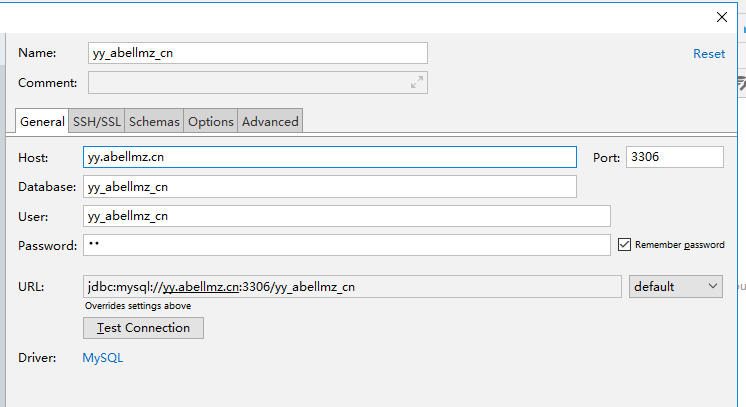 Name: yy_abellmz_cn
Reset
Comment:
General SSH/SSL Schemas Options Advanced
Host: yy.abellmz.cn Port: 3306
Database: yy_abellmz_cn
User: yy_abellmz_cn
Password: •• Remember password
URL: jdbc:mysql://yy.abellmz.cn:3306/yy_abellmz_cn default
Overrides settings above
Test Connection
Driver: MySQL